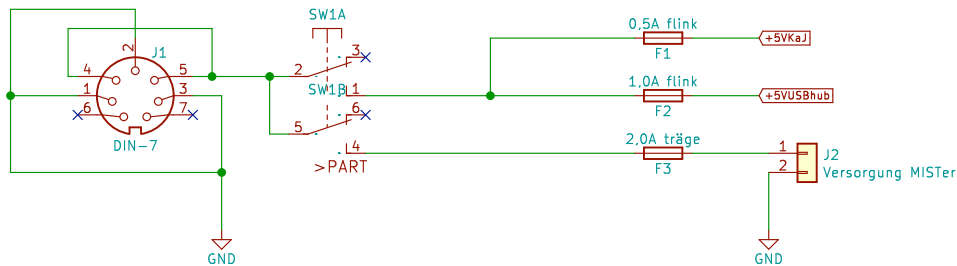 SW1A
0,5A flink
+5VKaJ
F1
2
J1
3
4
5
2
1
3
SW1B
1
1,0A flink
+5VUSBhub
F2
6
7
6
5
DIN-7
4
2,0A träge
>PART
F3
1
J2
2
Versorgung MISTer
GND
GND